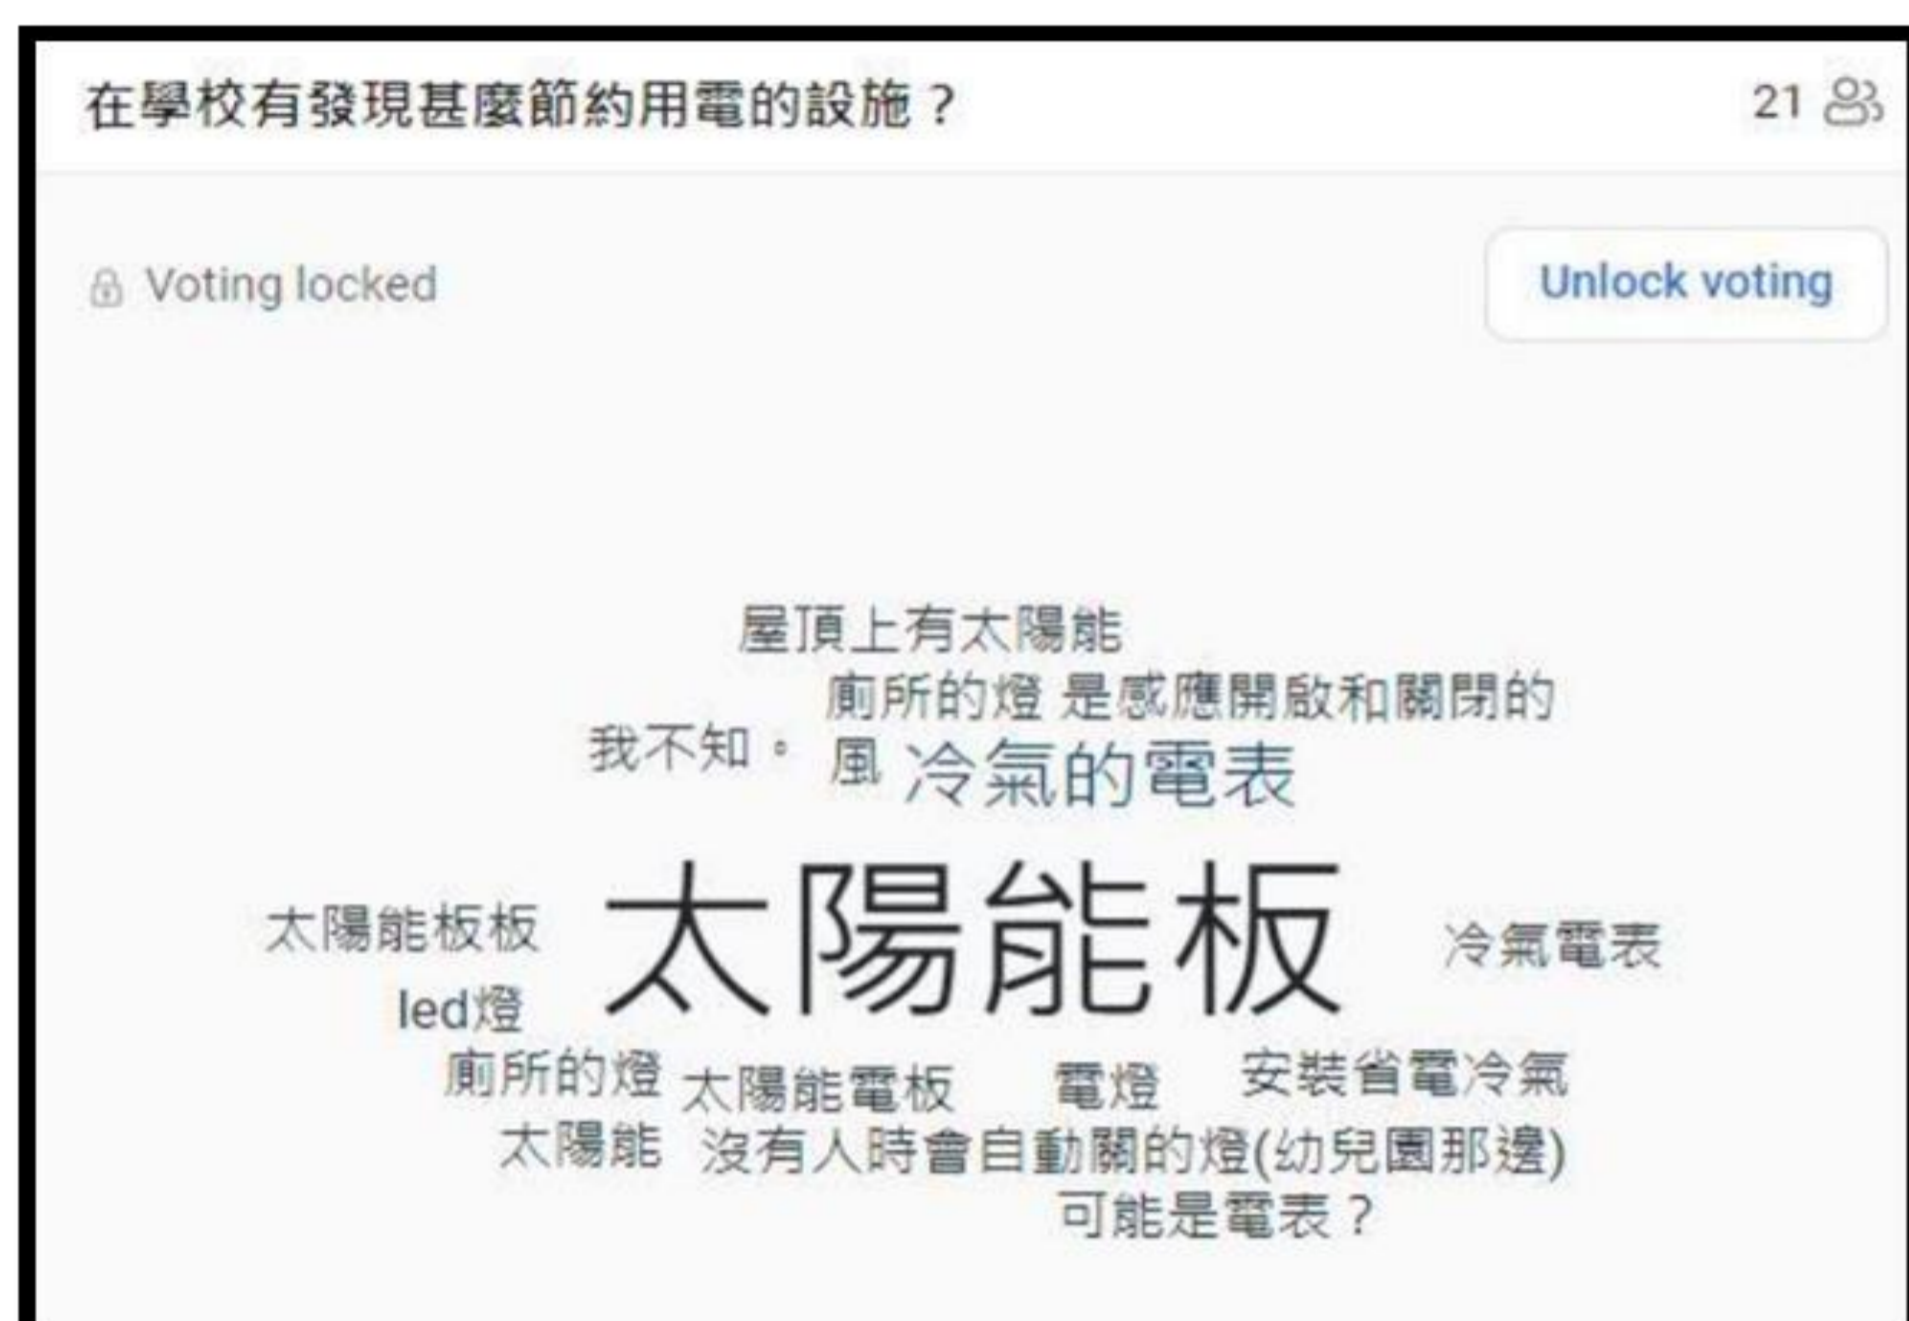 在學校有發現甚麼節約用電的設施？ 21
Voting locked Unlock voting
屋頂上有太陽能
廁所的燈 是感應開啟和關閉的
我不知。 風 冷氣的電表
太陽能板板 太陽能板 冷氣電表
led燈
廁所的燈 太陽能電板 電燈 安裝省電冷氣
太陽能 沒有人時會自動關的燈(幼兒園那邊)
可能是電表？